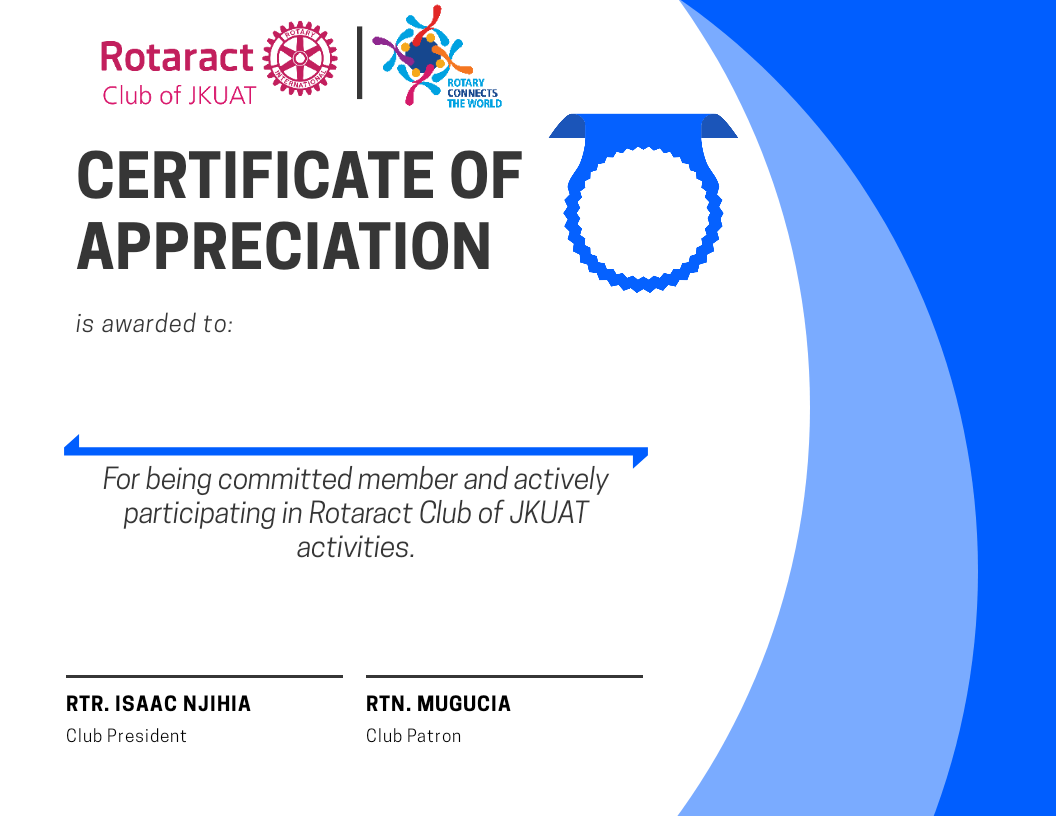 Rotaract
Club of JKUAT
ROTARY
INTERNATIONAL
ROTARY
CONNECTS
THE WORLD
CERTIFICATE OF
APPRECIATION
is awarded to:
For being committed member and actively
participating in Rotaract Club of JKUAT
activities.
RTR. ISAAC NJIHIA
Club President
RTN. MUGUCIA
Club Patron